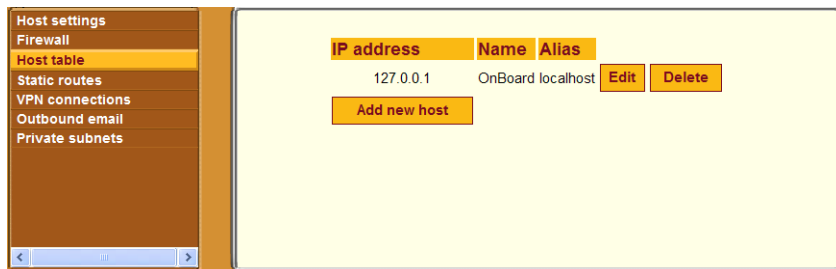 Host settings
Firewall
Host table
Static routes
VPN connections
Outbound email
Private subnets
IP address Name Alias
127.0.0.1 OnBoard localhost Edit Delete
Add new host